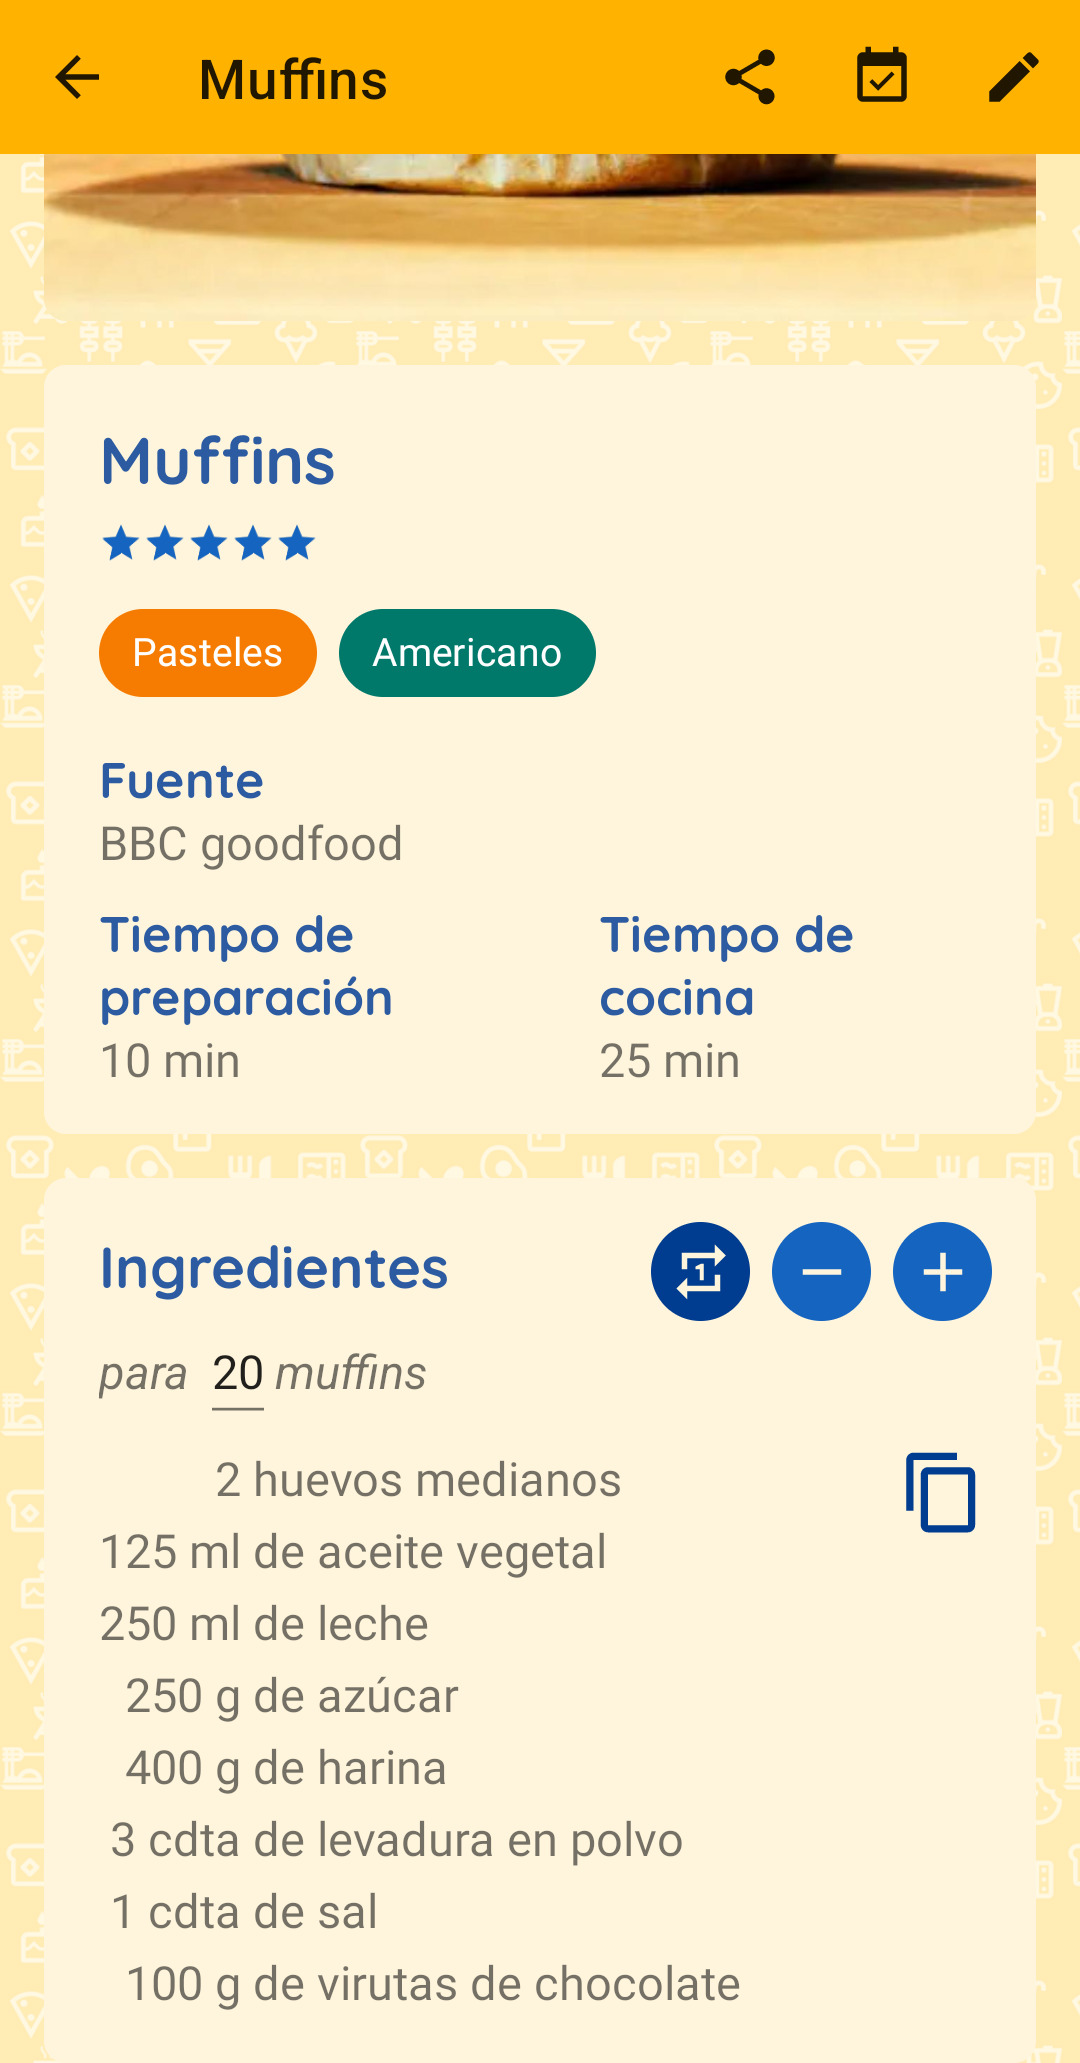 Muffins
Muffins
Pasteles
Americano
Fuente
BBC goodfood
Tiempo de
preparación
10 min
Tiempo de
cocina
25 min
Ingredientes
1
para 20 muffins
2 huevos medianos
125 ml de aceite vegetal
250 ml de leche
250 g de azúcar
400 g de harina
3 cdta de levadura en polvo
1 cdta de sal
100 g de virutas de chocolate